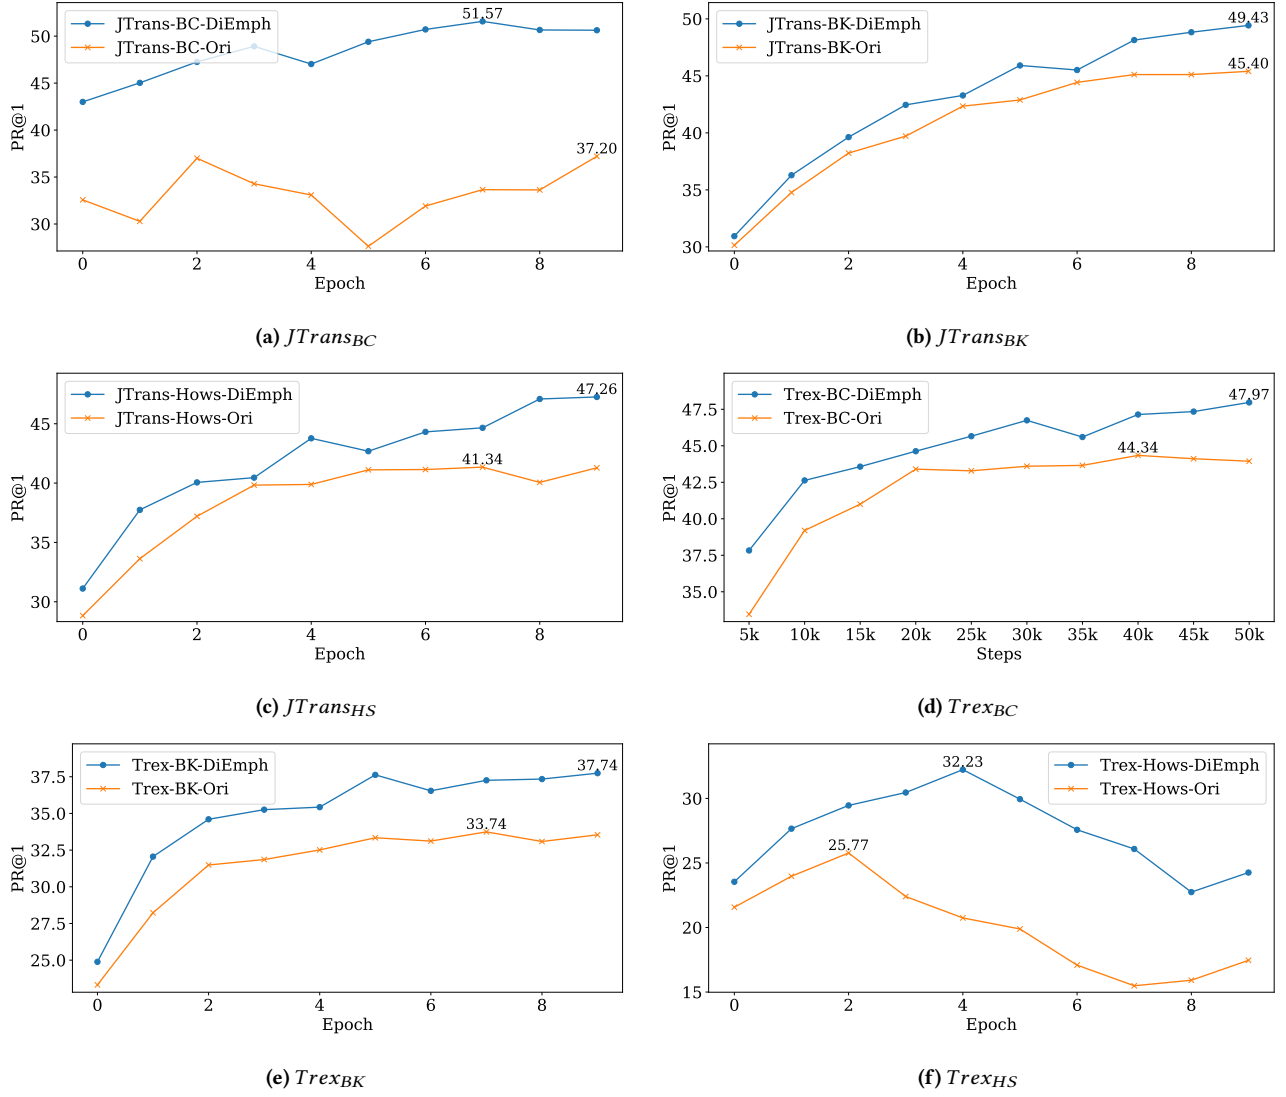 51.57
JTrans-BC-DiEmph
JTrans-BC-Ori
37.20
PR@1
50
45
40
35
30
0 2 4 6 8
Epoch
(a) JTransBC
49.43
JTrans-BK-DiEmph
JTrans-BK-Ori
45.40
PR@1
50
45
40
35
30
0 2 4 6 8
Epoch
(b) JTransBK
47.26
JTrans-Hows-DiEmph
JTrans-Hows-Ori
41.34
PR@1
45
40
35
30
0 2 4 6 8
Epoch
(c) JTransHS
47.97
Trex-BC-DiEmph
Trex-BC-Ori
44.34
PR@1
47.5
45.0
42.5
40.0
37.5
35.0
5k 10k 15k 20k 25k 30k 35k 40k 45k 50k
Steps
(d) TrexBC
37.74
Trex-BK-DiEmph
Trex-BK-Ori
33.74
PR@1
37.5
35.0
32.5
30.0
27.5
25.0
0 2 4 6 8
Epoch
(e) TrexBK
32.23
Trex-Hows-DiEmph
Trex-Hows-Ori
25.77
PR@1
30
25
20
15
0 2 4 6 8
Epoch
(f) TrexHS